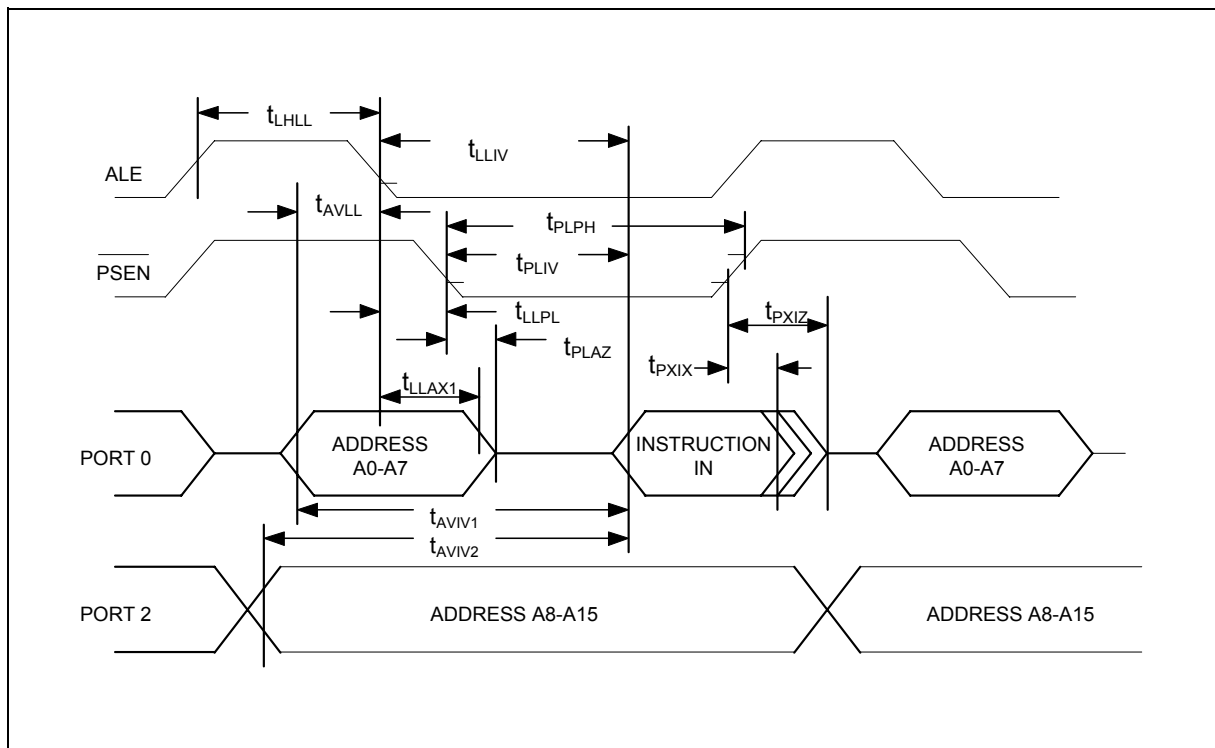 tLHLL
tLLIV
ALE
tAVLL
tPLPH
PSEN
tPLIV
tLLPL
tPXIZ
tPLAZ
tPXIX
tLLAX1
PORT 0
ADDRESS
A0-A7
INSTRUCTION
IN
ADDRESS
A0-A7
tAVIV1
tAVIV2
PORT 2
ADDRESS A8-A15
ADDRESS A8-A15